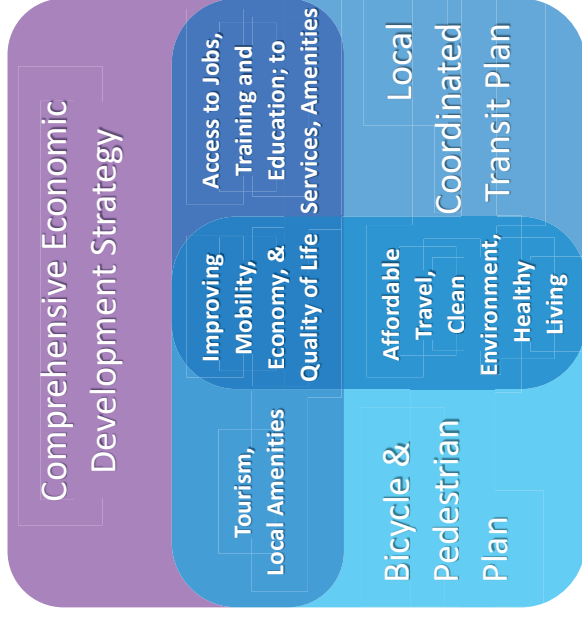 Comprehensive Economic
Development Strategy
Tourism,
Local Amenities
Improving
Mobility,
Economy, &
Quality of Life
Access to Jobs,
Training and
Education; to
Services, Amenities
Bicycle &
Pedestrian
Plan
Affordable
Travel,
Clean
Environment,
Healthy
Living
Local
Coordinated
Transit Plan